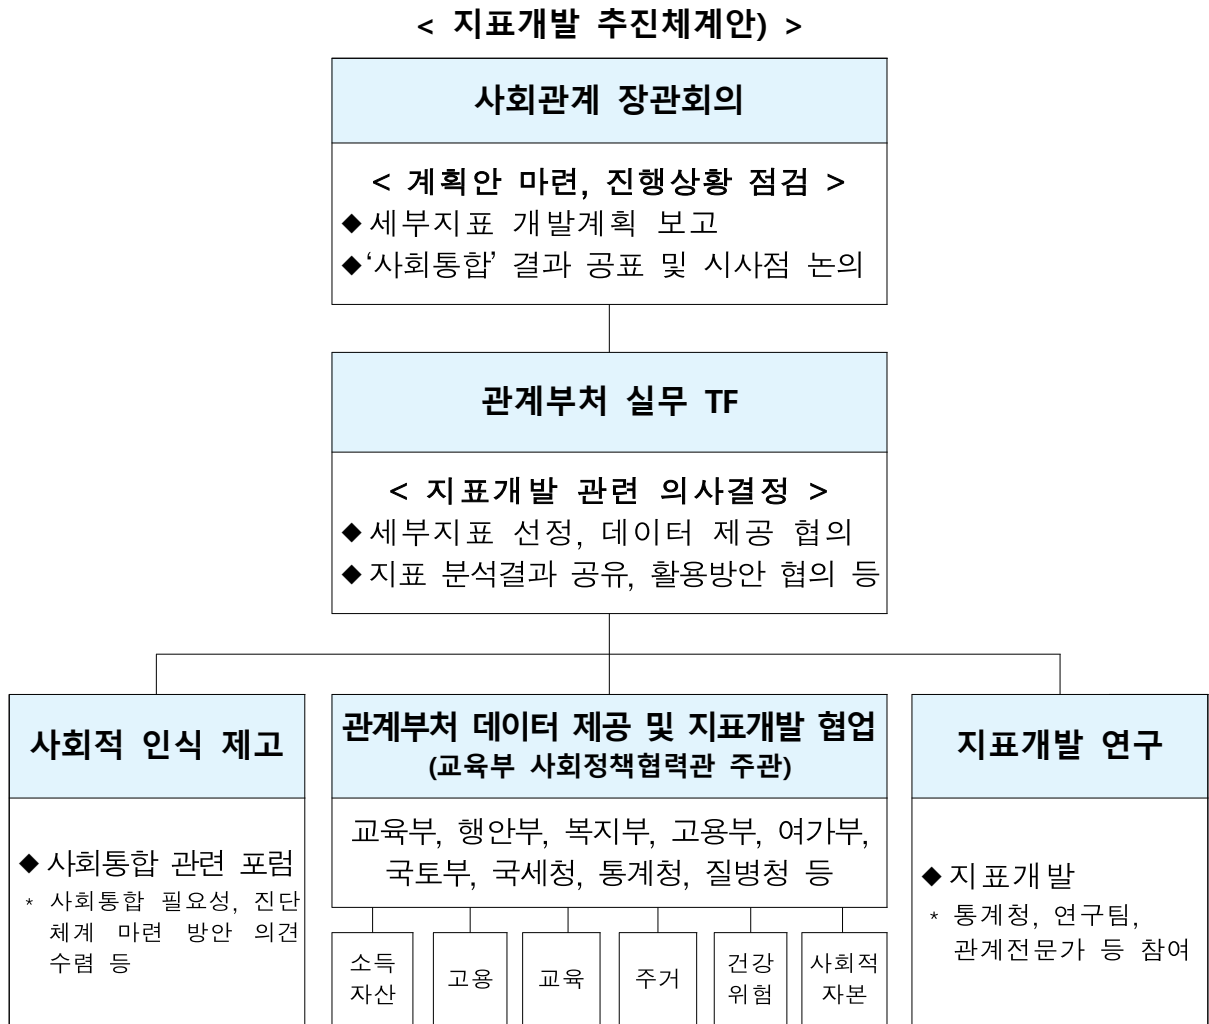 < 지표개발 추진체계안) >
사회관계 장관회의
< 계획안 마련, 진행상황 점검 >
◆ 세부지표 개발계획 보고
◆ ‘사회통합’ 결과 공표 및 시사점 논의
관계부처 실무 TF
< 지표개발 관련 의사결정 >
◆ 세부지표 선정, 데이터 제공 협의
◆ 지표 분석결과 공유, 활용방안 협의 등
사회적 인식 제고
◆ 사회통합 관련 포럼
* 사회통합 필요성, 진단
체계 마련 방안 의견
수렴 등
관계부처 데이터 제공 및 지표개발 협업
(교육부 사회정책협력관 주관)
교육부, 행안부, 복지부, 고용부, 여가부,
국토부, 국세청, 통계청, 질병청 등
소득
자산
고용
교육
주거
건강
위험
사회적
자본
지표개발 연구
◆ 지표개발
* 통계청, 연구팀,
관계전문가 등 참여